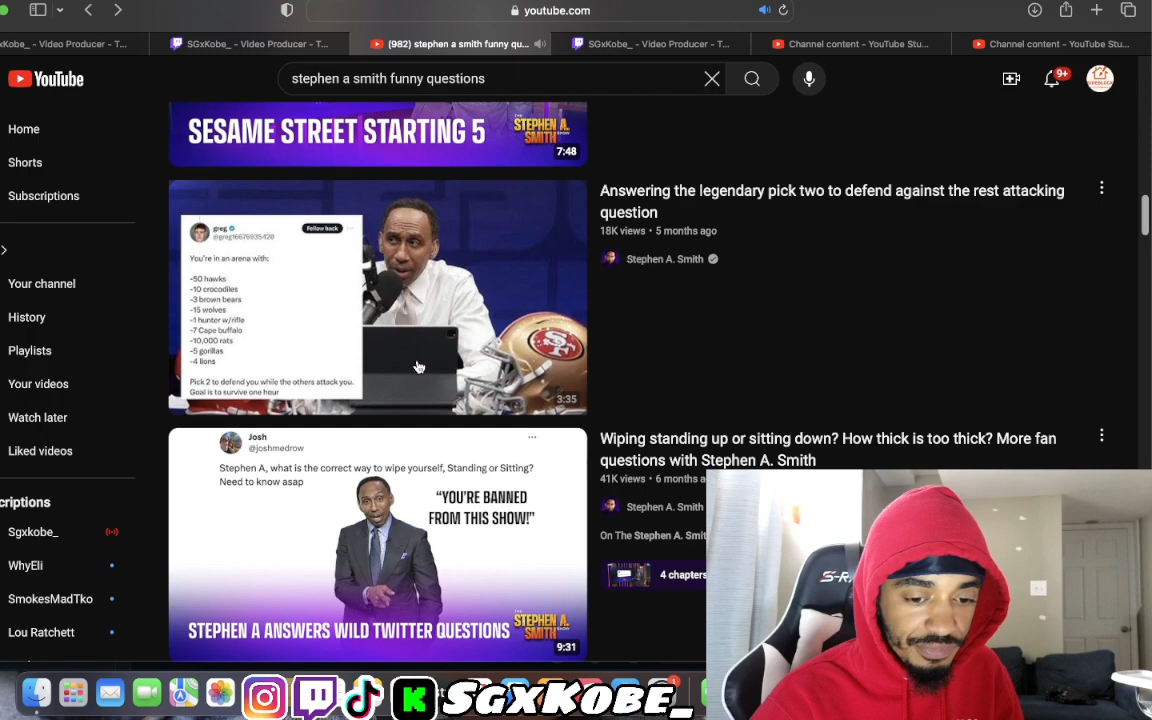 youtube.com
xKobe_ - Video Producer - T...
SGxKobe_ - Video Producer - T...
(982) stephen a smith funny qu...
SGxKobe_ - Video Producer - T...
Channel content - YouTube Stu...
Channel content - YouTube Stu...
YouTube
stephen a smith funny questions
9+
Home
Shorts
Subscriptions
Your channel
History
Playlists
Your videos
Watch later
Liked videos
criptions
Sgxkobe_
WhyEli
SmokesMadTko
Lou Ratchett
SESAME STREET STARTING 5
THE STEPHEN A. SMITH SHOW
7:48
greg
@greg16676935420
Follow back
You're in an arena with:
-50 hawks
-10 crocodiles
-3 brown bears
-15 wolves
-1 hunter w/rifle
-7 Cape buffalo
-10,000 rats
-5 gorillas
-4 lions
Pick 2 to defend you while the others attack you.
Goal is to survive one hour
3:35
Answering the legendary pick two to defend against the rest attacking
question
18K views • 5 months ago
Stephen A. Smith
Josh
@joshmedrow
Stephen A, what is the correct way to wipe yourself, Standing or Sitting?
Need to know asap
"YOU'RE BANNED
FROM THIS SHOW!"
STEPHEN A ANSWERS WILD TWITTER QUESTIONS
THE STEPHEN A. SMITH SHOW
9:31
Wiping standing up or sitting down? How thick is too thick? More fan
questions with Stephen A. Smith
41K views • 6 months a
Stephen A. Smith
On The Stephen A. Smit
4 chapters
S-R
K
SGxKOBE_